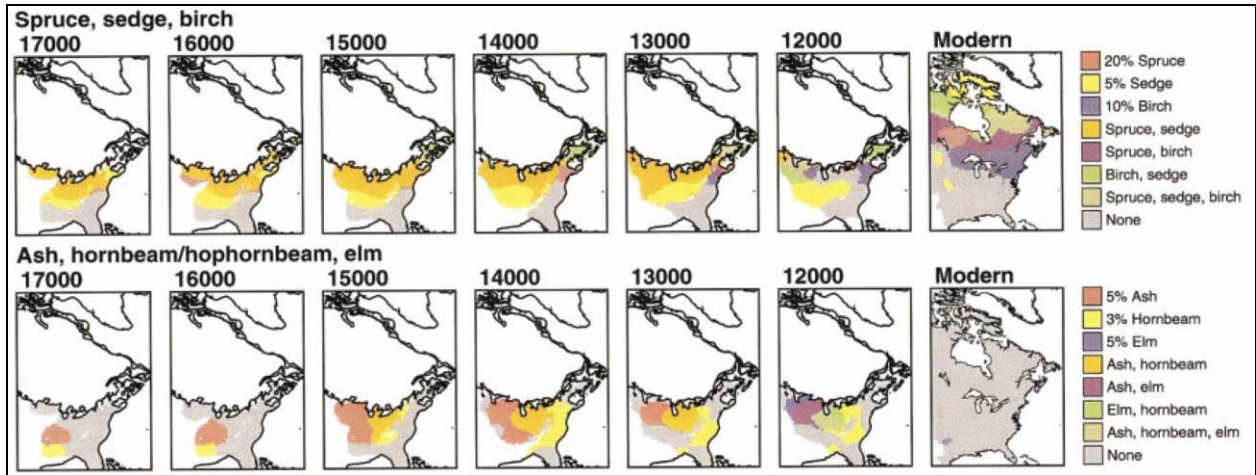 Spruce, sedge, birch
17000 16000 15000 14000 13000 12000 Modern
20% Spruce
5% Sedge
10% Birch
Spruce, sedge
Spruce, birch
Birch, sedge
Spruce, sedge, birch
None
Ash, hornbeam/hophornbeam, elm
17000 16000 15000 14000 13000 12000 Modern
5% Ash
3% Hornbeam
5% Elm
Ash, hornbeam
Ash, elm
Elm, hornbeam
Ash, hornbeam, elm
None